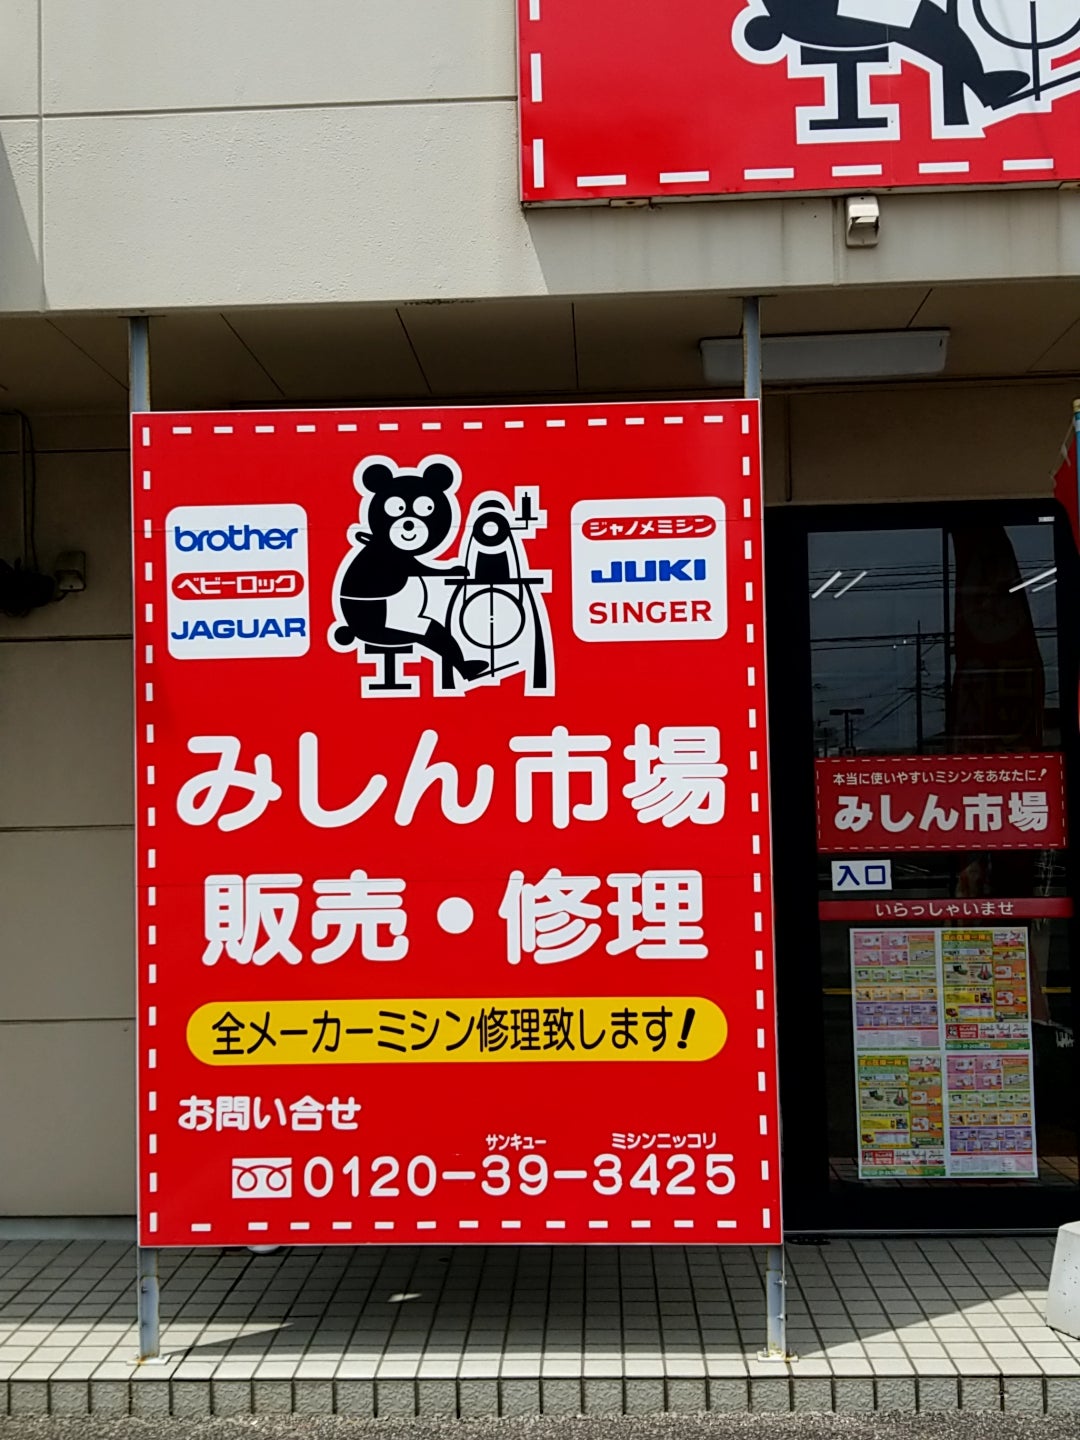 brother
ベビーロック
JAGUAR
ジャノメミシン
JUKI
SINGER
みしん市場
販売・修理
全メーカーミシン修理致します!
お問い合せ
サンキュー ミシンニッコリ
0120-39-3425
本当に使いやすいミシンをあなたに!
みしん市場
入口
いらっしゃいませ